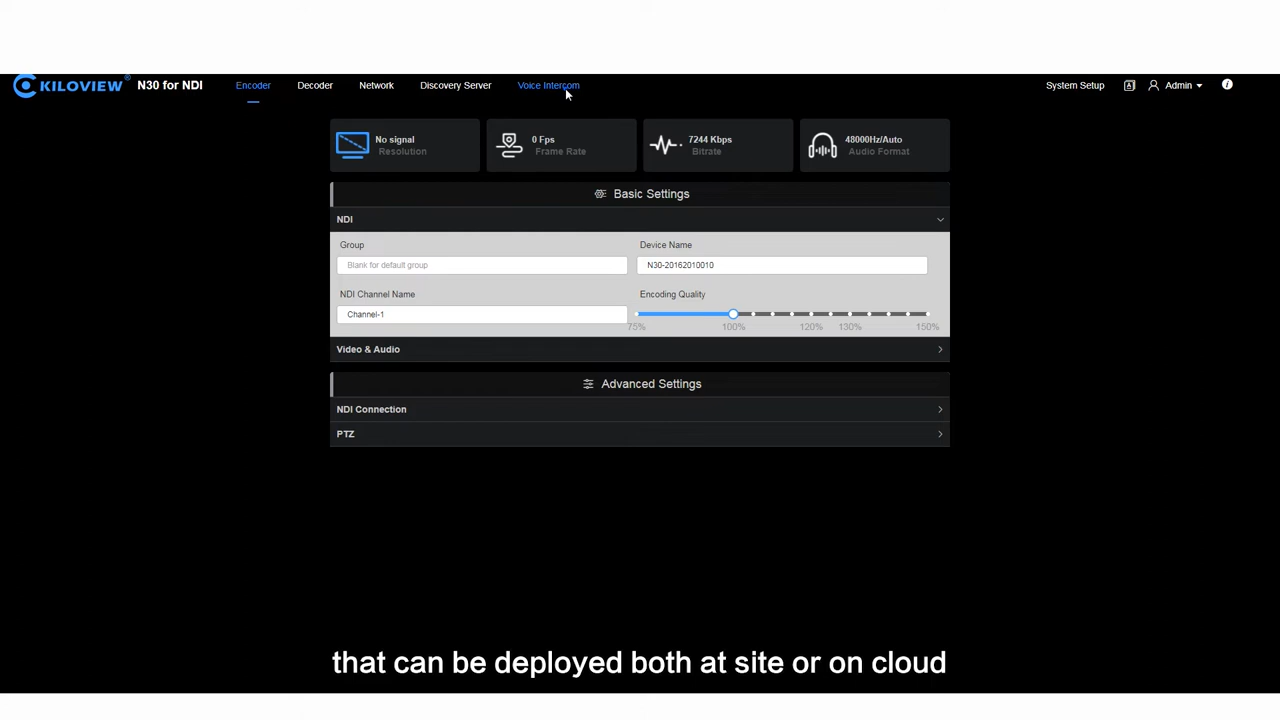 KILOVIEW® N30 for NDI Encoder Decoder Network Discovery Server Voice Intercom System Setup Admin
No signal
Resolution
0 Fps
Frame Rate
7244 Kbps
Bitrate
48000Hz/Auto
Audio Format
Basic Settings
NDI
Group
Device Name
Blank for default group
N30-20162010010
NDI Channel Name
Encoding Quality
Channel-1
75% 100% 120% 130% 150%
Video & Audio
Advanced Settings
NDI Connection
PTZ
that can be deployed both at site or on cloud